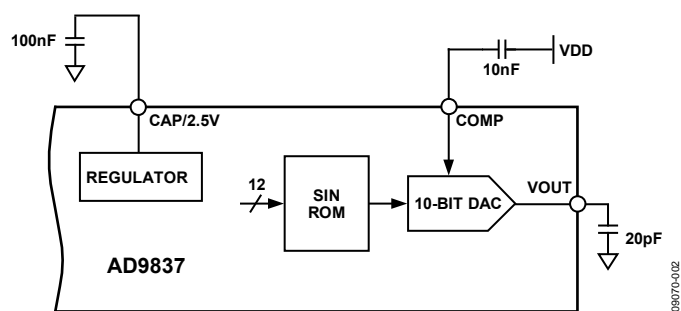 100nF
10nF
VDD
CAP/2.5V
COMP
REGULATOR
12
SIN
ROM
10-BIT DAC
VOUT
20pF
AD9837
09070-002